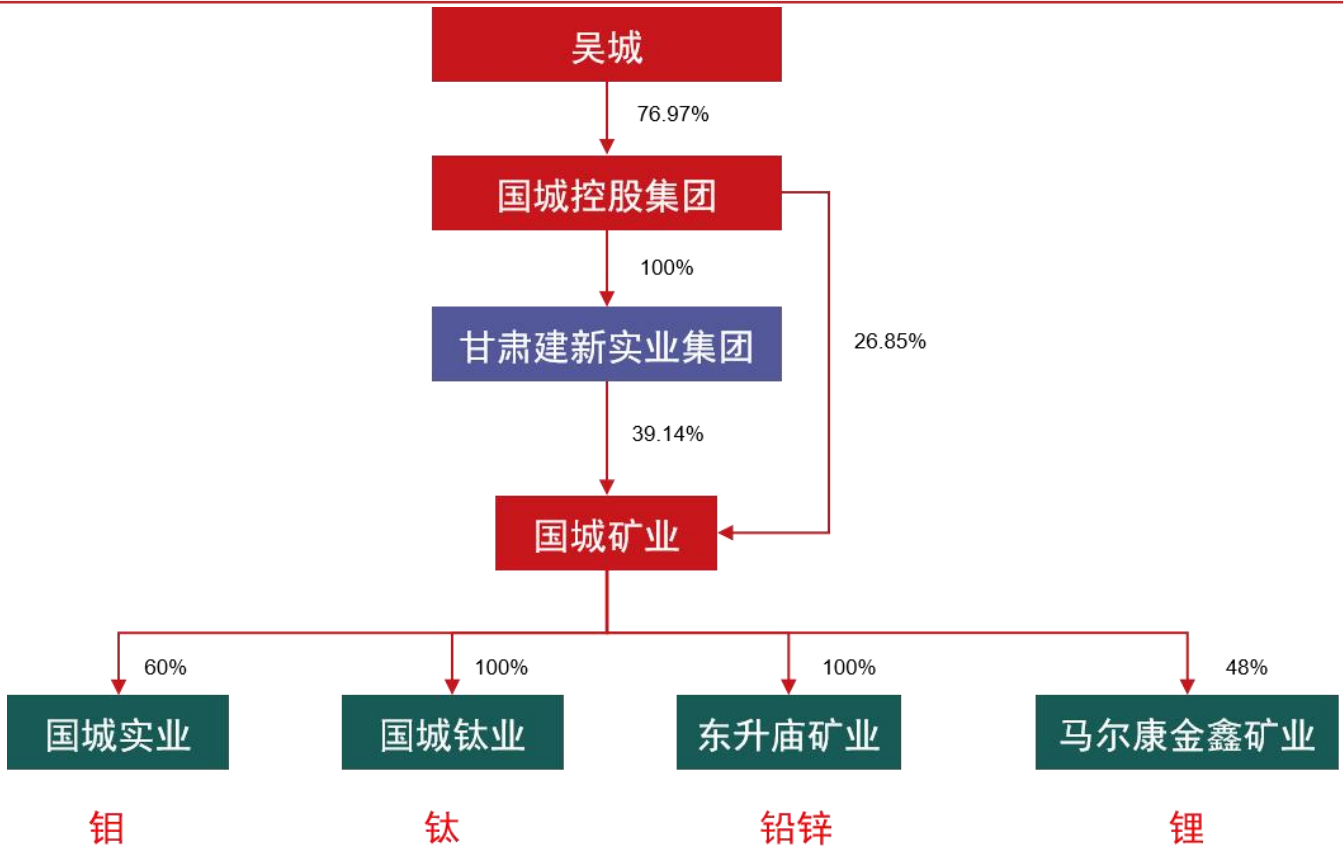 吴城
76.97%
国城控股集团
100%
甘肃建新实业集团
26.85%
39.14%
国城矿业
60%
100%
100%
48%
国城实业
国城钛业
东升庙矿业
马尔康金鑫矿业
钼
钛
铅锌
锂